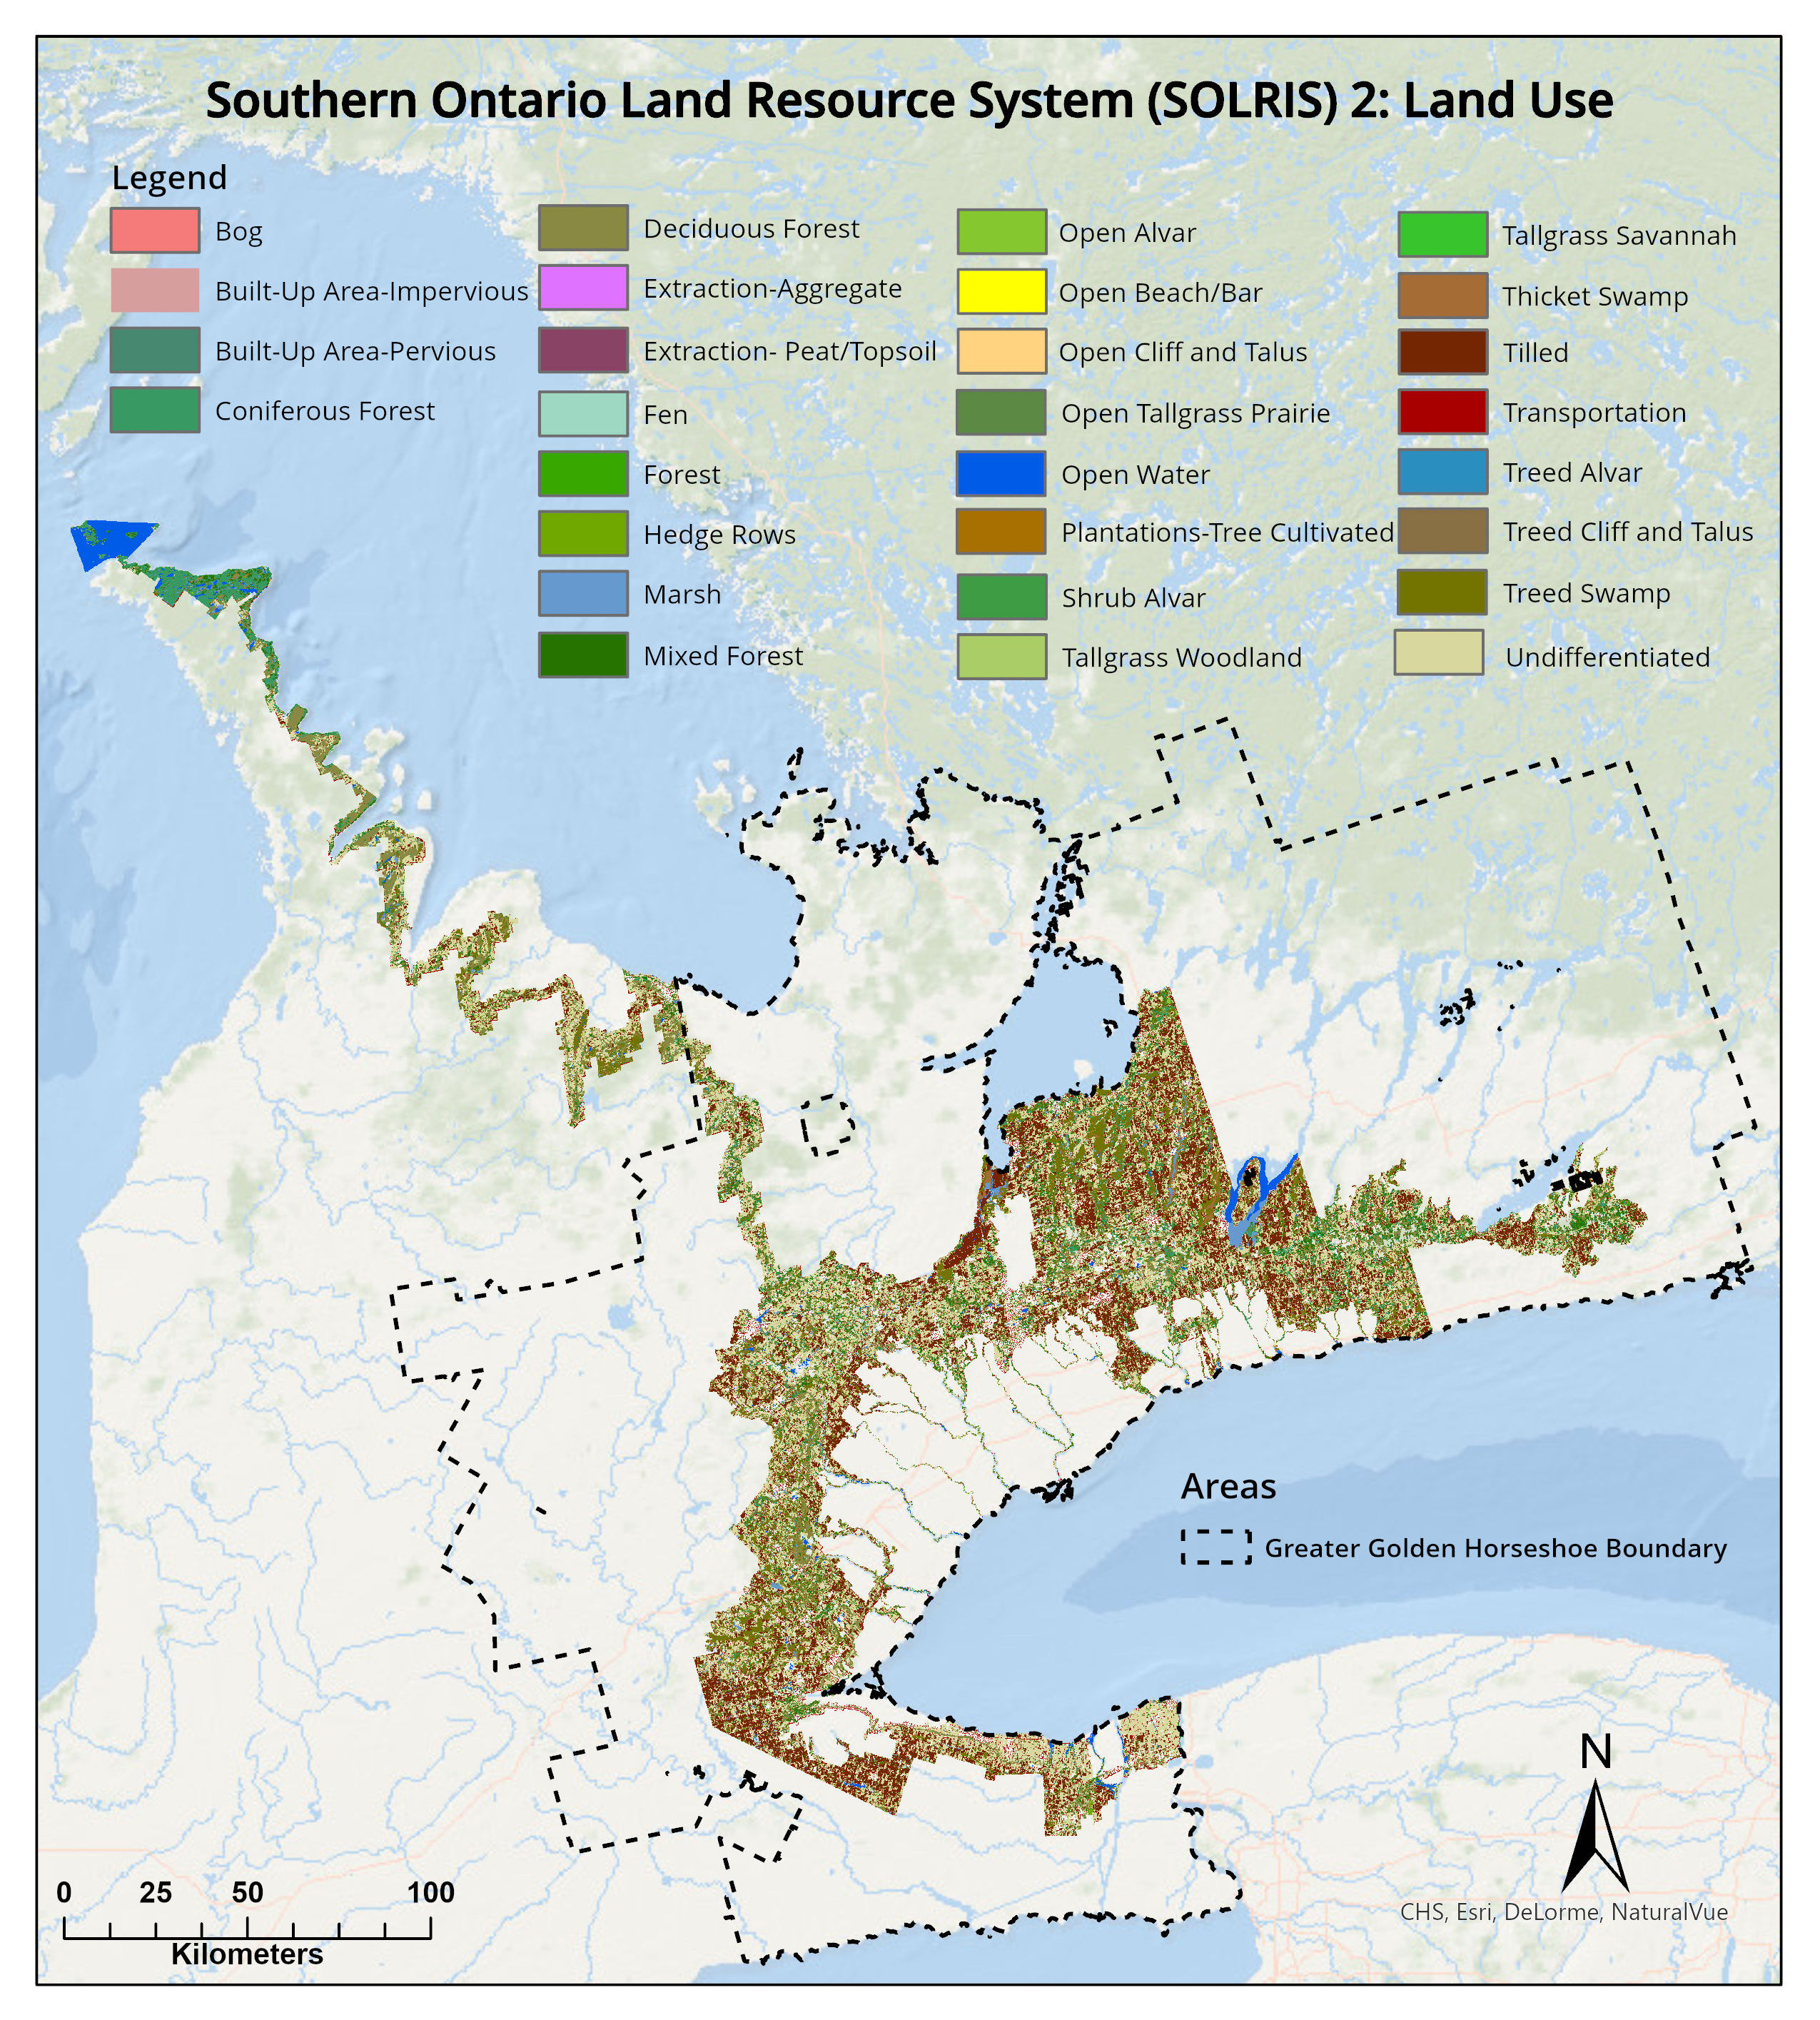 Southern Ontario Land Resource System (SOLRIS) 2: Land Use
Legend
Bog
Built-Up Area-Impervious
Built-Up Area-Pervious
Coniferous Forest
Deciduous Forest
Extraction-Aggregate
Extraction- Peat/Topsoil
Fen
Forest
Hedge Rows
Marsh
Mixed Forest
Open Alvar
Open Beach/Bar
Open Cliff and Talus
Open Tallgrass Prairie
Open Water
Plantations-Tree Cultivated
Shrub Alvar
Tallgrass Woodland
Tallgrass Savannah
Thicket Swamp
Tilled
Transportation
Treed Alvar
Treed Cliff and Talus
Treed Swamp
Undifferentiated
Areas
Greater Golden Horseshoe Boundary
N
0 25 50 100
Kilometers
CHS, Esri, DeLorme, NaturalVue